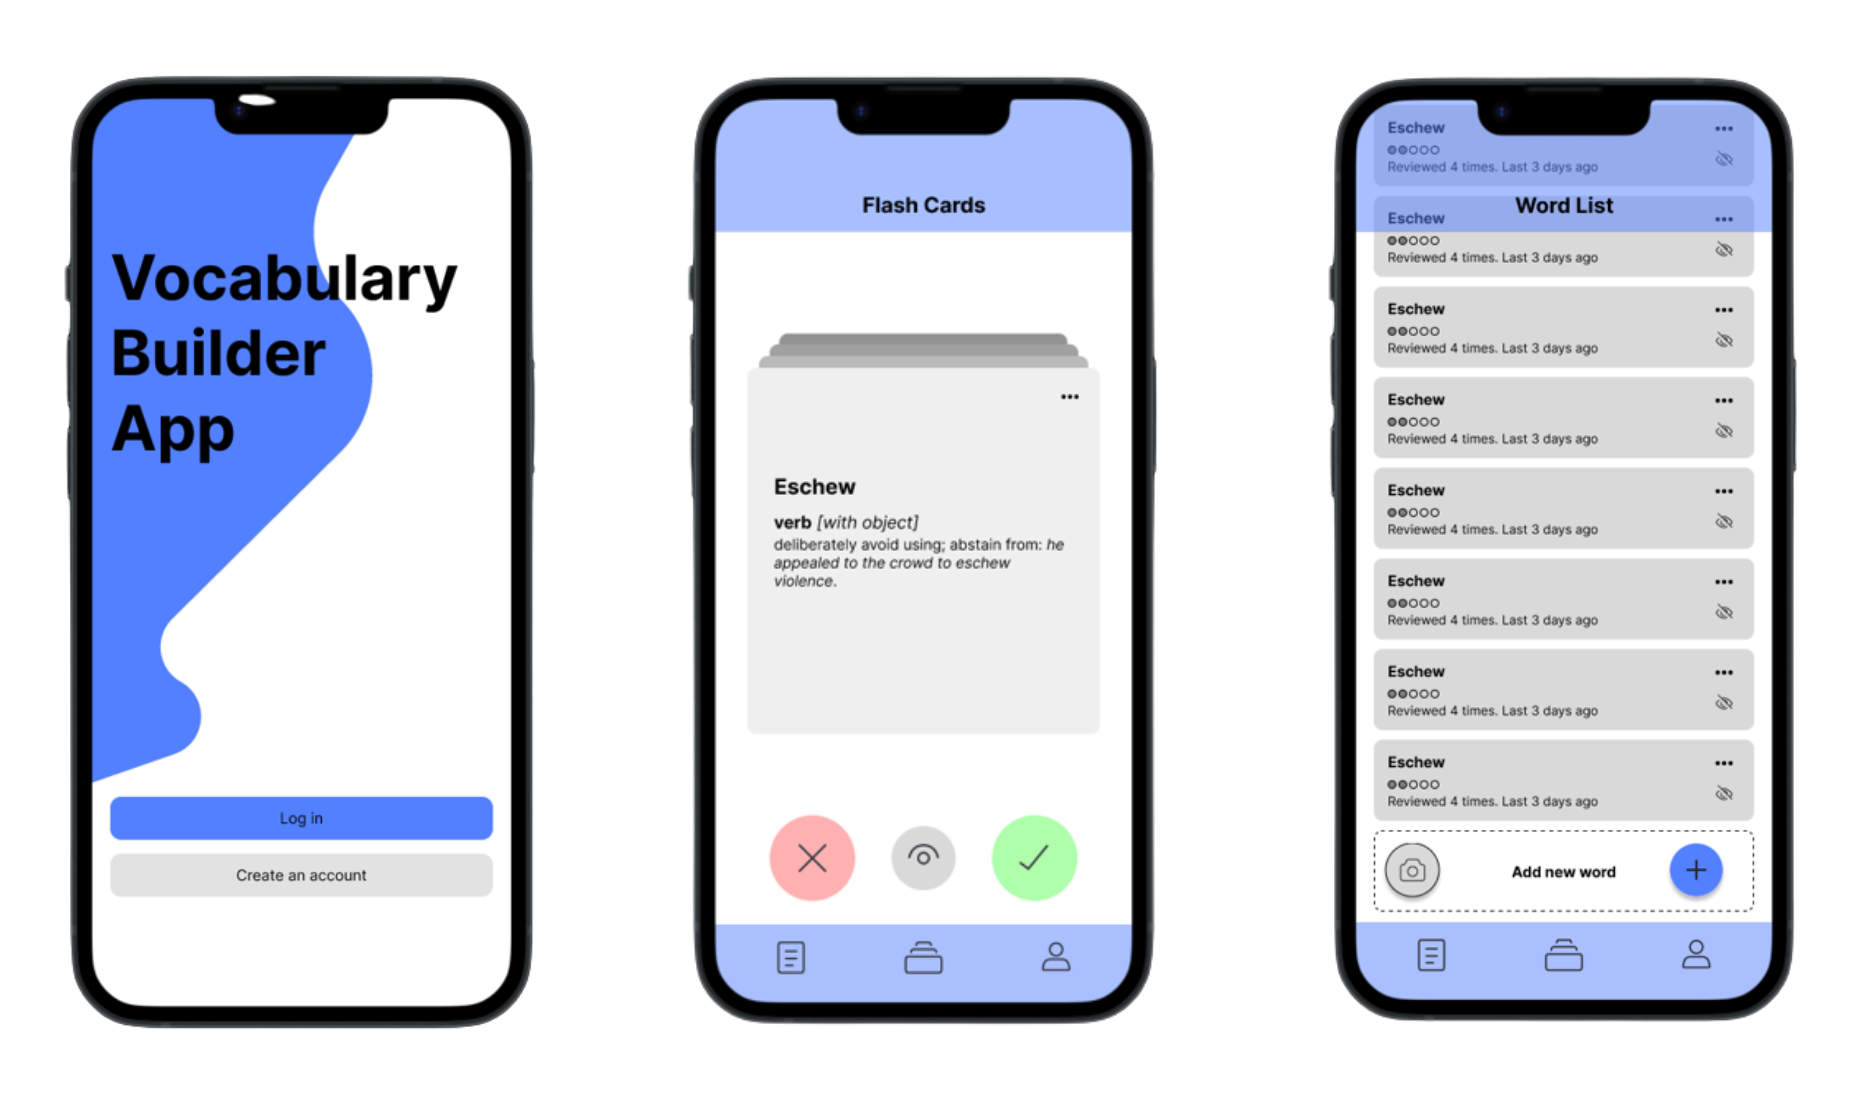 Vocabulary
Builder
App
Log in
Create an account
Flash Cards
Eschew
verb [with object]
deliberately avoid using; abstain from: he
appealed to the crowd to eschew
violence.
Eschew
Reviewed 4 times. Last 3 days ago
Word List
Eschew
Reviewed 4 times. Last 3 days ago
Eschew
Reviewed 4 times. Last 3 days ago
Eschew
Reviewed 4 times. Last 3 days ago
Eschew
Reviewed 4 times. Last 3 days ago
Eschew
Reviewed 4 times. Last 3 days ago
Eschew
Reviewed 4 times. Last 3 days ago
Eschew
Reviewed 4 times. Last 3 days ago
Add new word